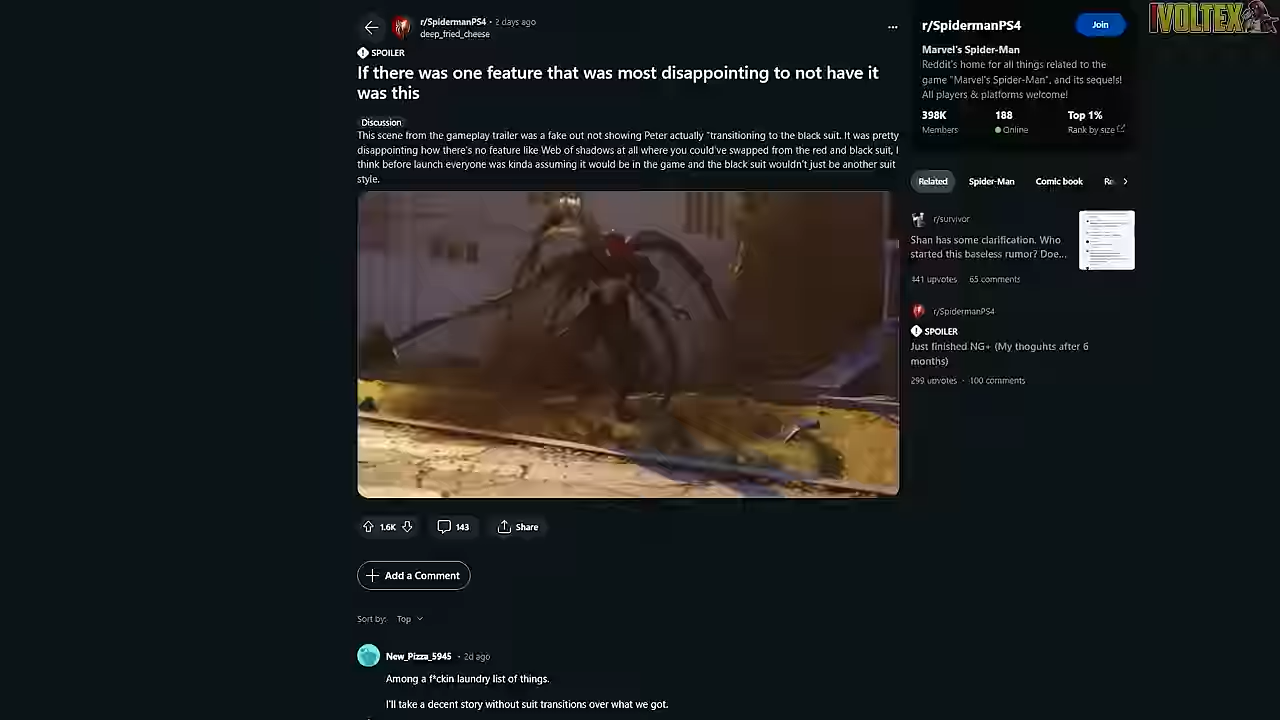 r/SpidermanPS4 • 2 days ago
deep_fried_cheese
SPOILER
If there was one feature that was most disappointing to not have it
was this
Discussion
This scene from the gameplay trailer was a fake out not showing Peter actually "transitioning to the black suit. It was pretty
disappointing how there's no feature like Web of shadows at all where you could've swapped from the red and black suit, I
think before launch everyone was kinda assuming it would be in the game and the black suit wouldn't just be another suit
style.
1.6K
143
Share
Add a Comment
Sort by: Top
New_Pizza_5945 • 2d ago
Among a f*ckin laundry list of things.
I'll take a decent story without suit transitions over what we got.
r/SpidermanPS4
Join
Marvel's Spider-Man
Reddit's home for all things related to the
game "Marvel's Spider-Man", and its sequels!
All players & platforms welcome!
398K 188 Top 1%
Members Online Rank by size
Related Spider-Man Comic book Re
r/survivor
Shan has some clarification. Who
started this baseless rumor? Doe...
441 upvotes 65 comments
r/SpidermanPS4
SPOILER
Just finished NG+ (My thoguhts after 6
months)
299 upvotes • 100 comments
IVOLTEX